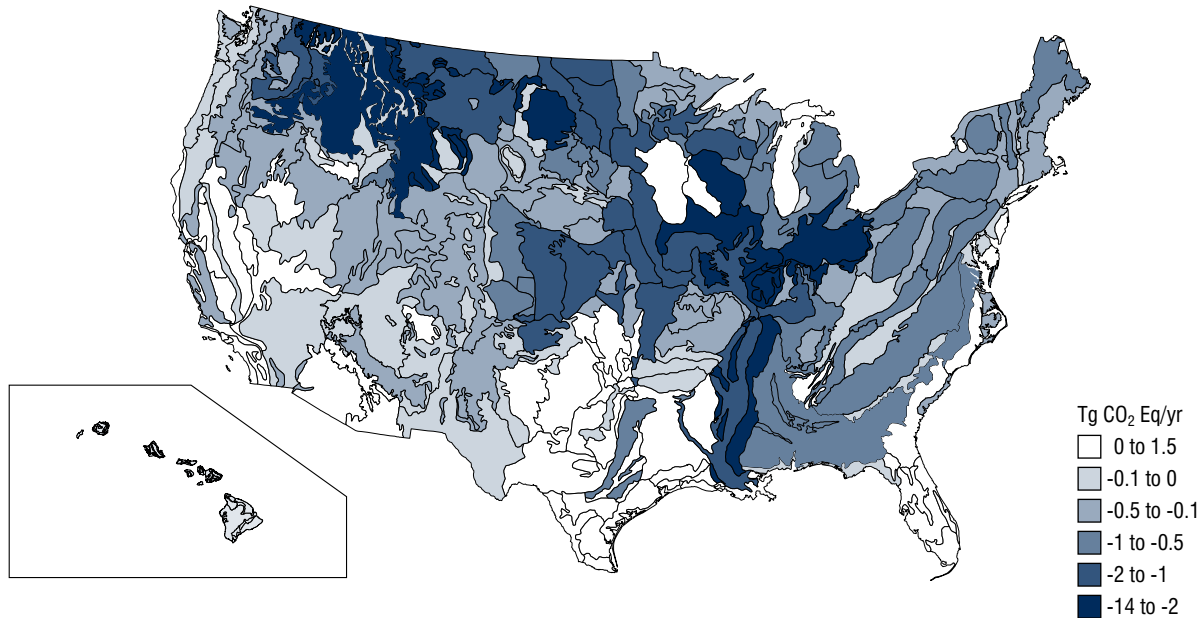 Tg CO₂ Eq/yr
0 to 1.5
-0.1 to 0
-0.5 to -0.1
-1 to -0.5
-2 to -1
-14 to -2